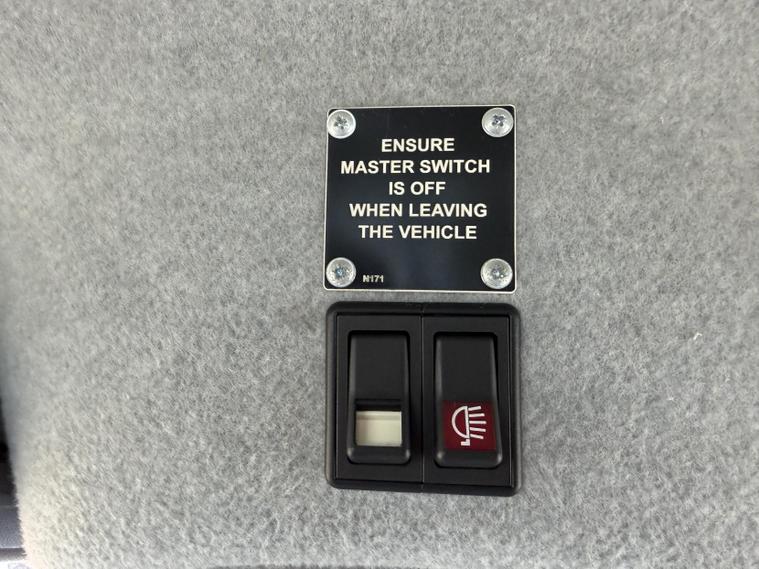 ENSURE
MASTER SWITCH
IS OFF
WHEN LEAVING
THE VEHICLE
N171